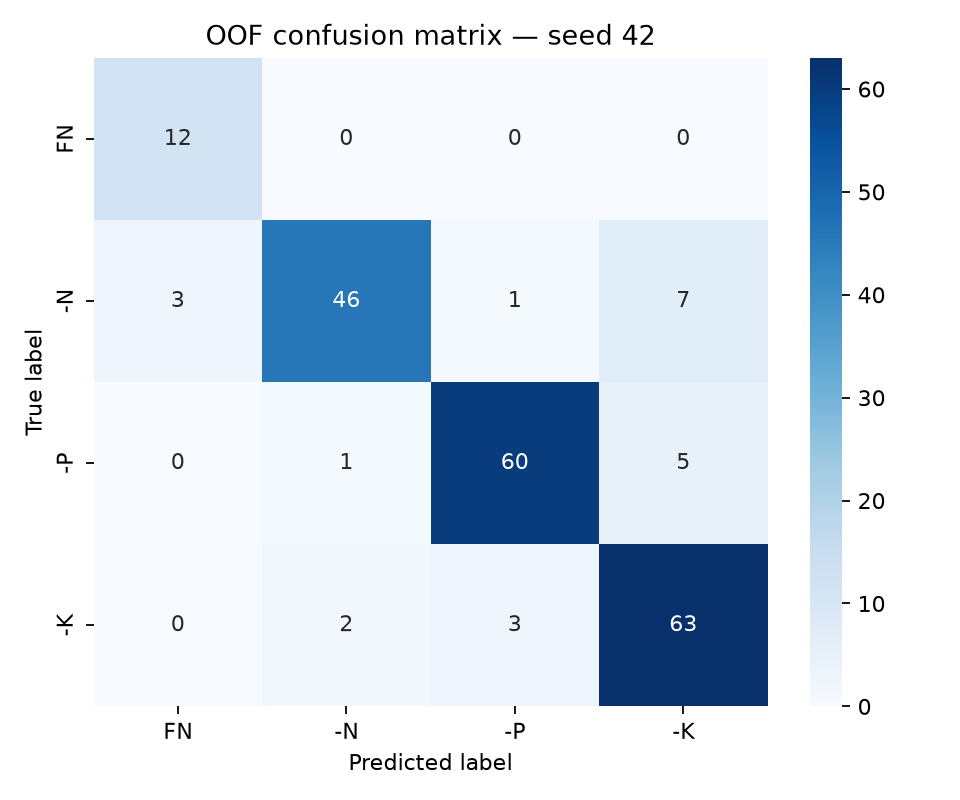 OOF confusion matrix — seed 42
FN 12 0 0 0
-N 3 46 1 7
-P 0 1 60 5
-K 0 2 3 63
FN -N -P -K
Predicted label
True label
60
50
40
30
20
10
0